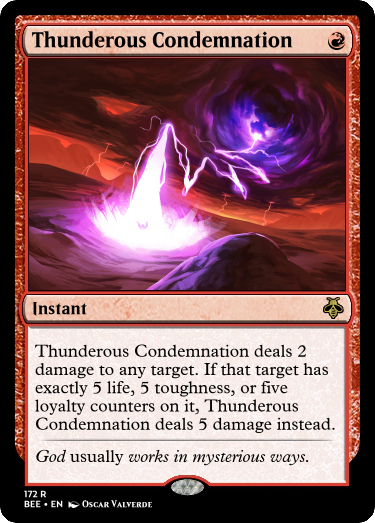 Thunderous Condemnation
Instant
Thunderous Condemnation deals 2
damage to any target. If that target has
exactly 5 life, 5 toughness, or five
loyalty counters on it, Thunderous
Condemnation deals 5 damage instead.
God usually works in mysterious ways.
172 R
BEE • EN Oscar Valverde